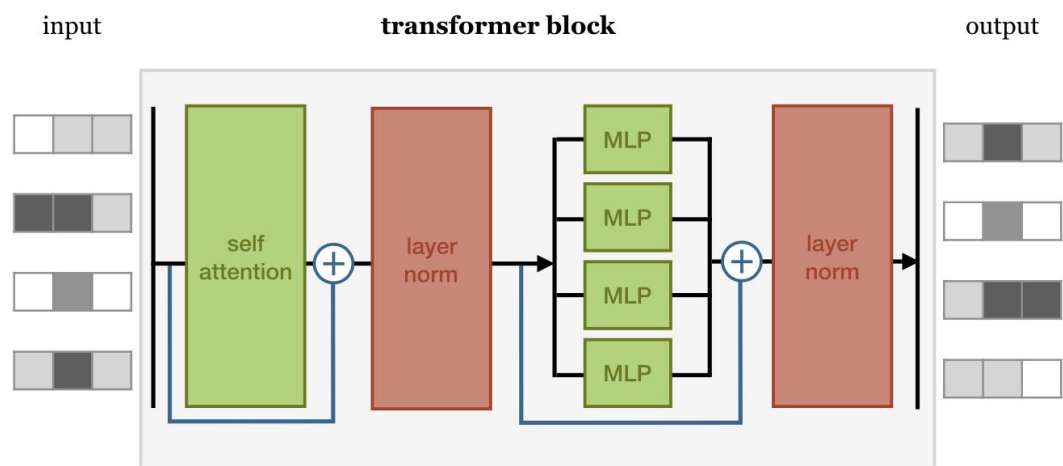 input
transformer block
output
self
attention
+
layer
norm
MLP
MLP
MLP
MLP
+
layer
norm